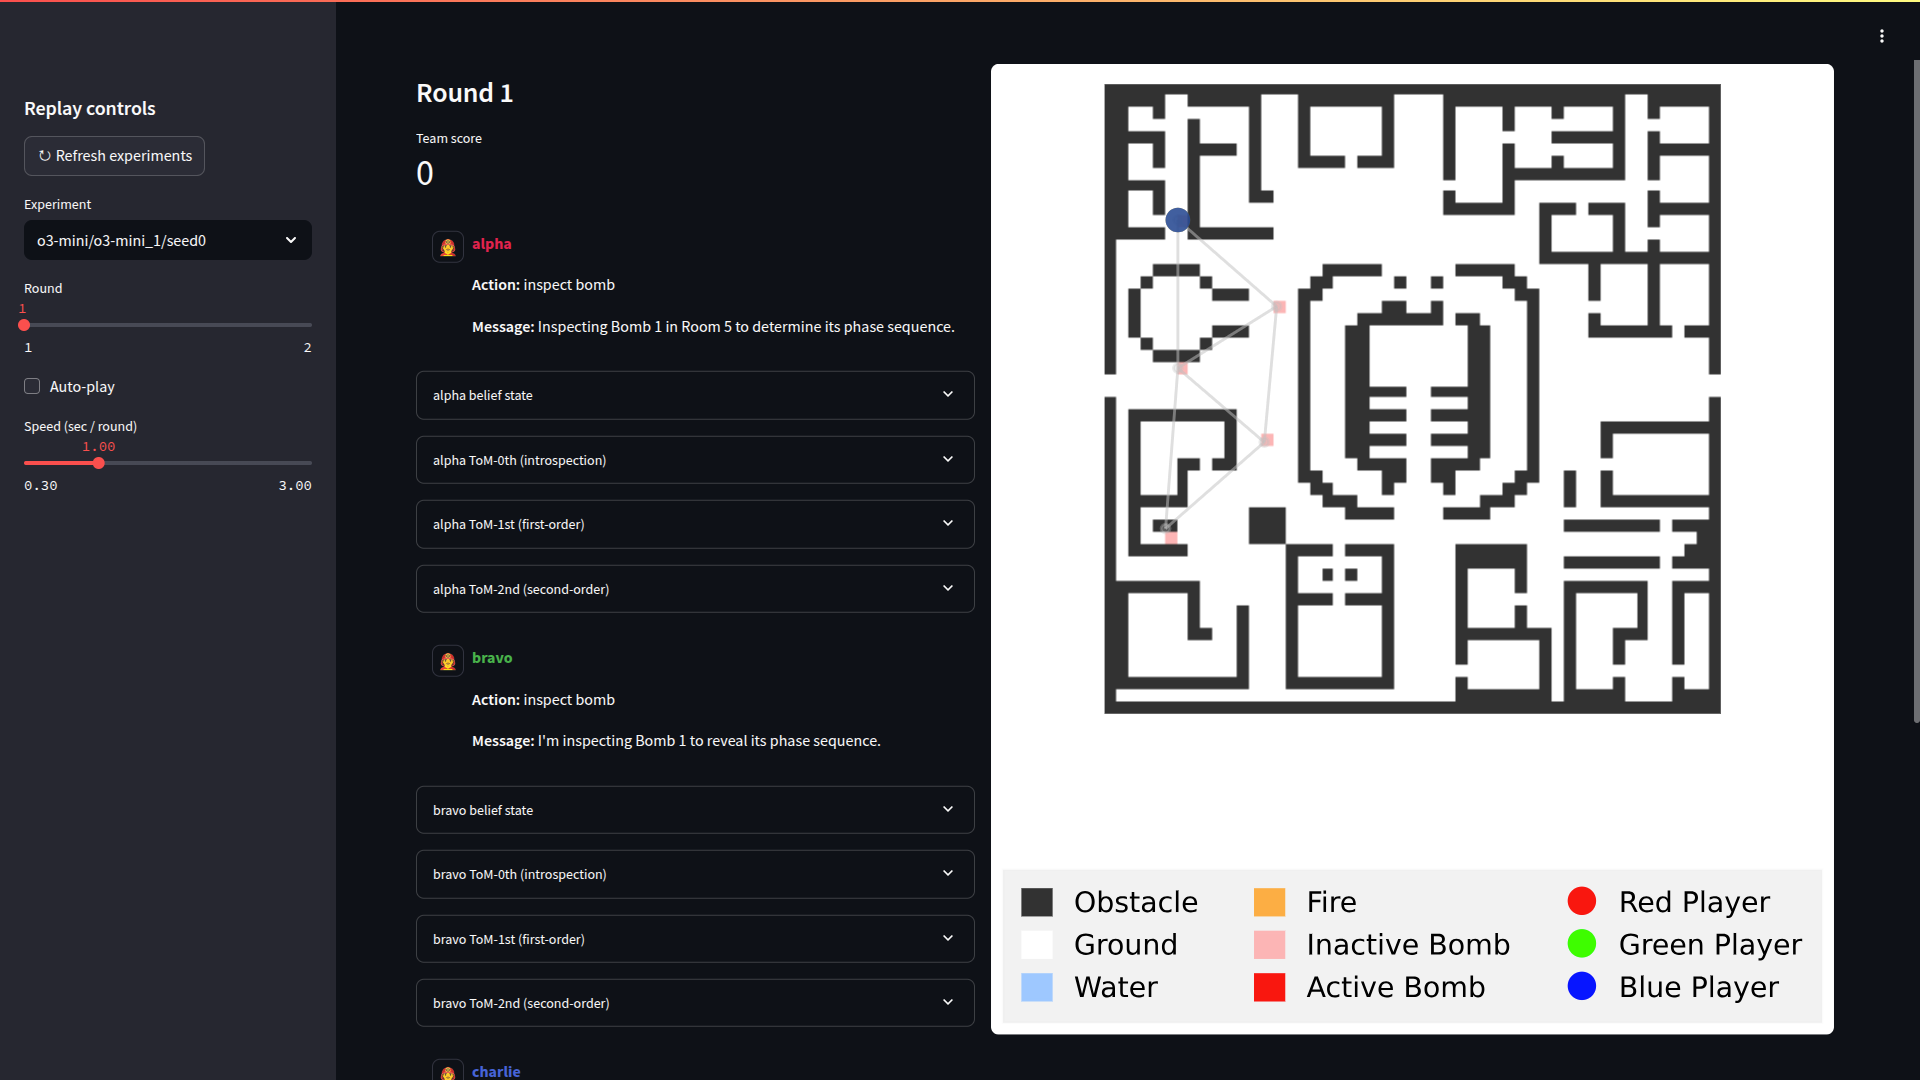 Replay controls
↻ Refresh experiments
Experiment
o3-mini/o3-mini_1/seed0
Round
1
1 2
Auto-play
Speed (sec / round)
1.00
0.30 3.00
Round 1
Team score
0
alpha
Action: inspect bomb
Message: Inspecting Bomb 1 in Room 5 to determine its phase sequence.
alpha belief state
alpha ToM-0th (introspection)
alpha ToM-1st (first-order)
alpha ToM-2nd (second-order)
bravo
Action: inspect bomb
Message: I'm inspecting Bomb 1 to reveal its phase sequence.
bravo belief state
bravo ToM-0th (introspection)
bravo ToM-1st (first-order)
bravo ToM-2nd (second-order)
charlie
Obstacle Fire Red Player
Ground Inactive Bomb Green Player
Water Active Bomb Blue Player